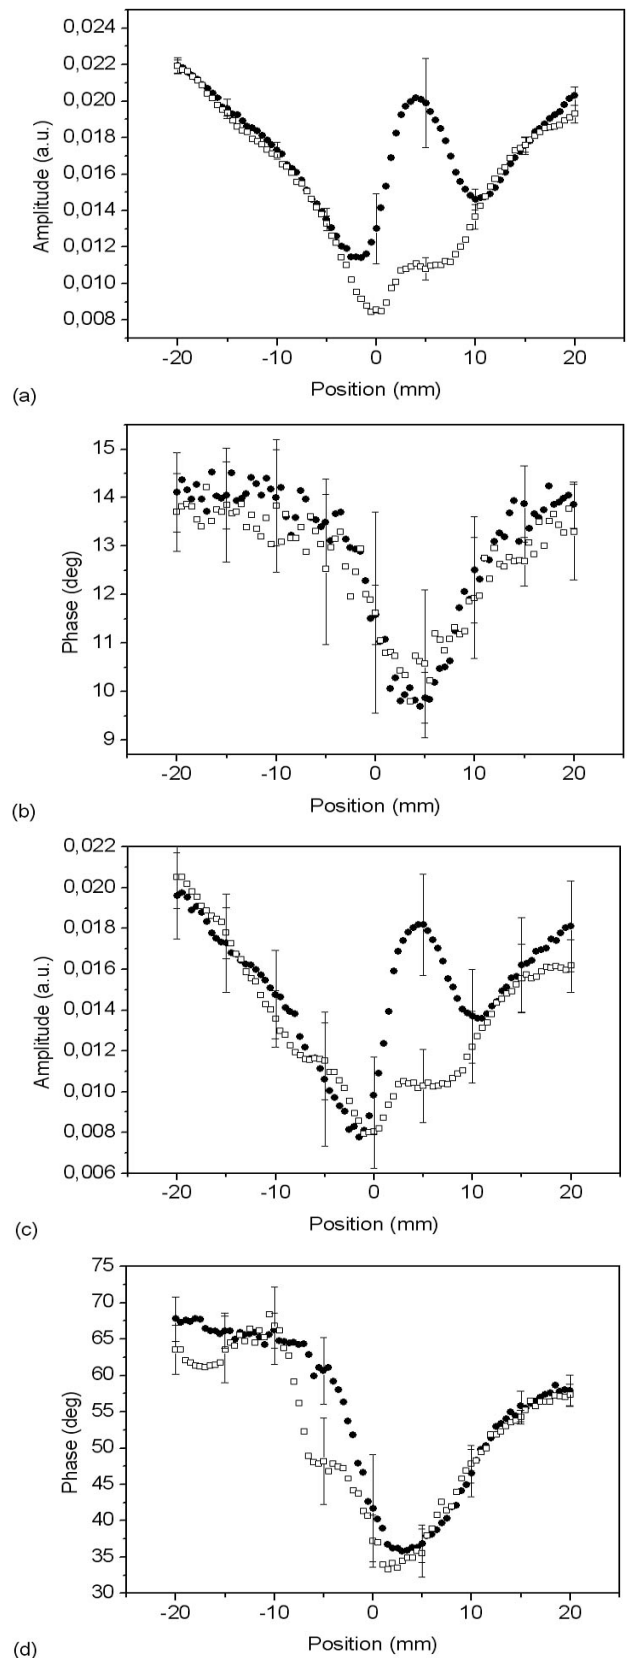 0,024
0,022
0,020
0,018
0,016
0,014
0,012
0,010
0,008
Amplitude (a.u.)
-20 -10 0 10 20
Position (mm)
(a)
15
14
13
12
11
10
9
Phase (deg)
-20 -10 0 10 20
Position (mm)
(b)
0,022
0,020
0,018
0,016
0,014
0,012
0,010
0,008
0,006
Amplitude (a.u.)
-20 -10 0 10 20
Position (mm)
(c)
75
70
65
60
55
50
45
40
35
30
Phase (deg)
-20 -10 0 10 20
Position (mm)
(d)